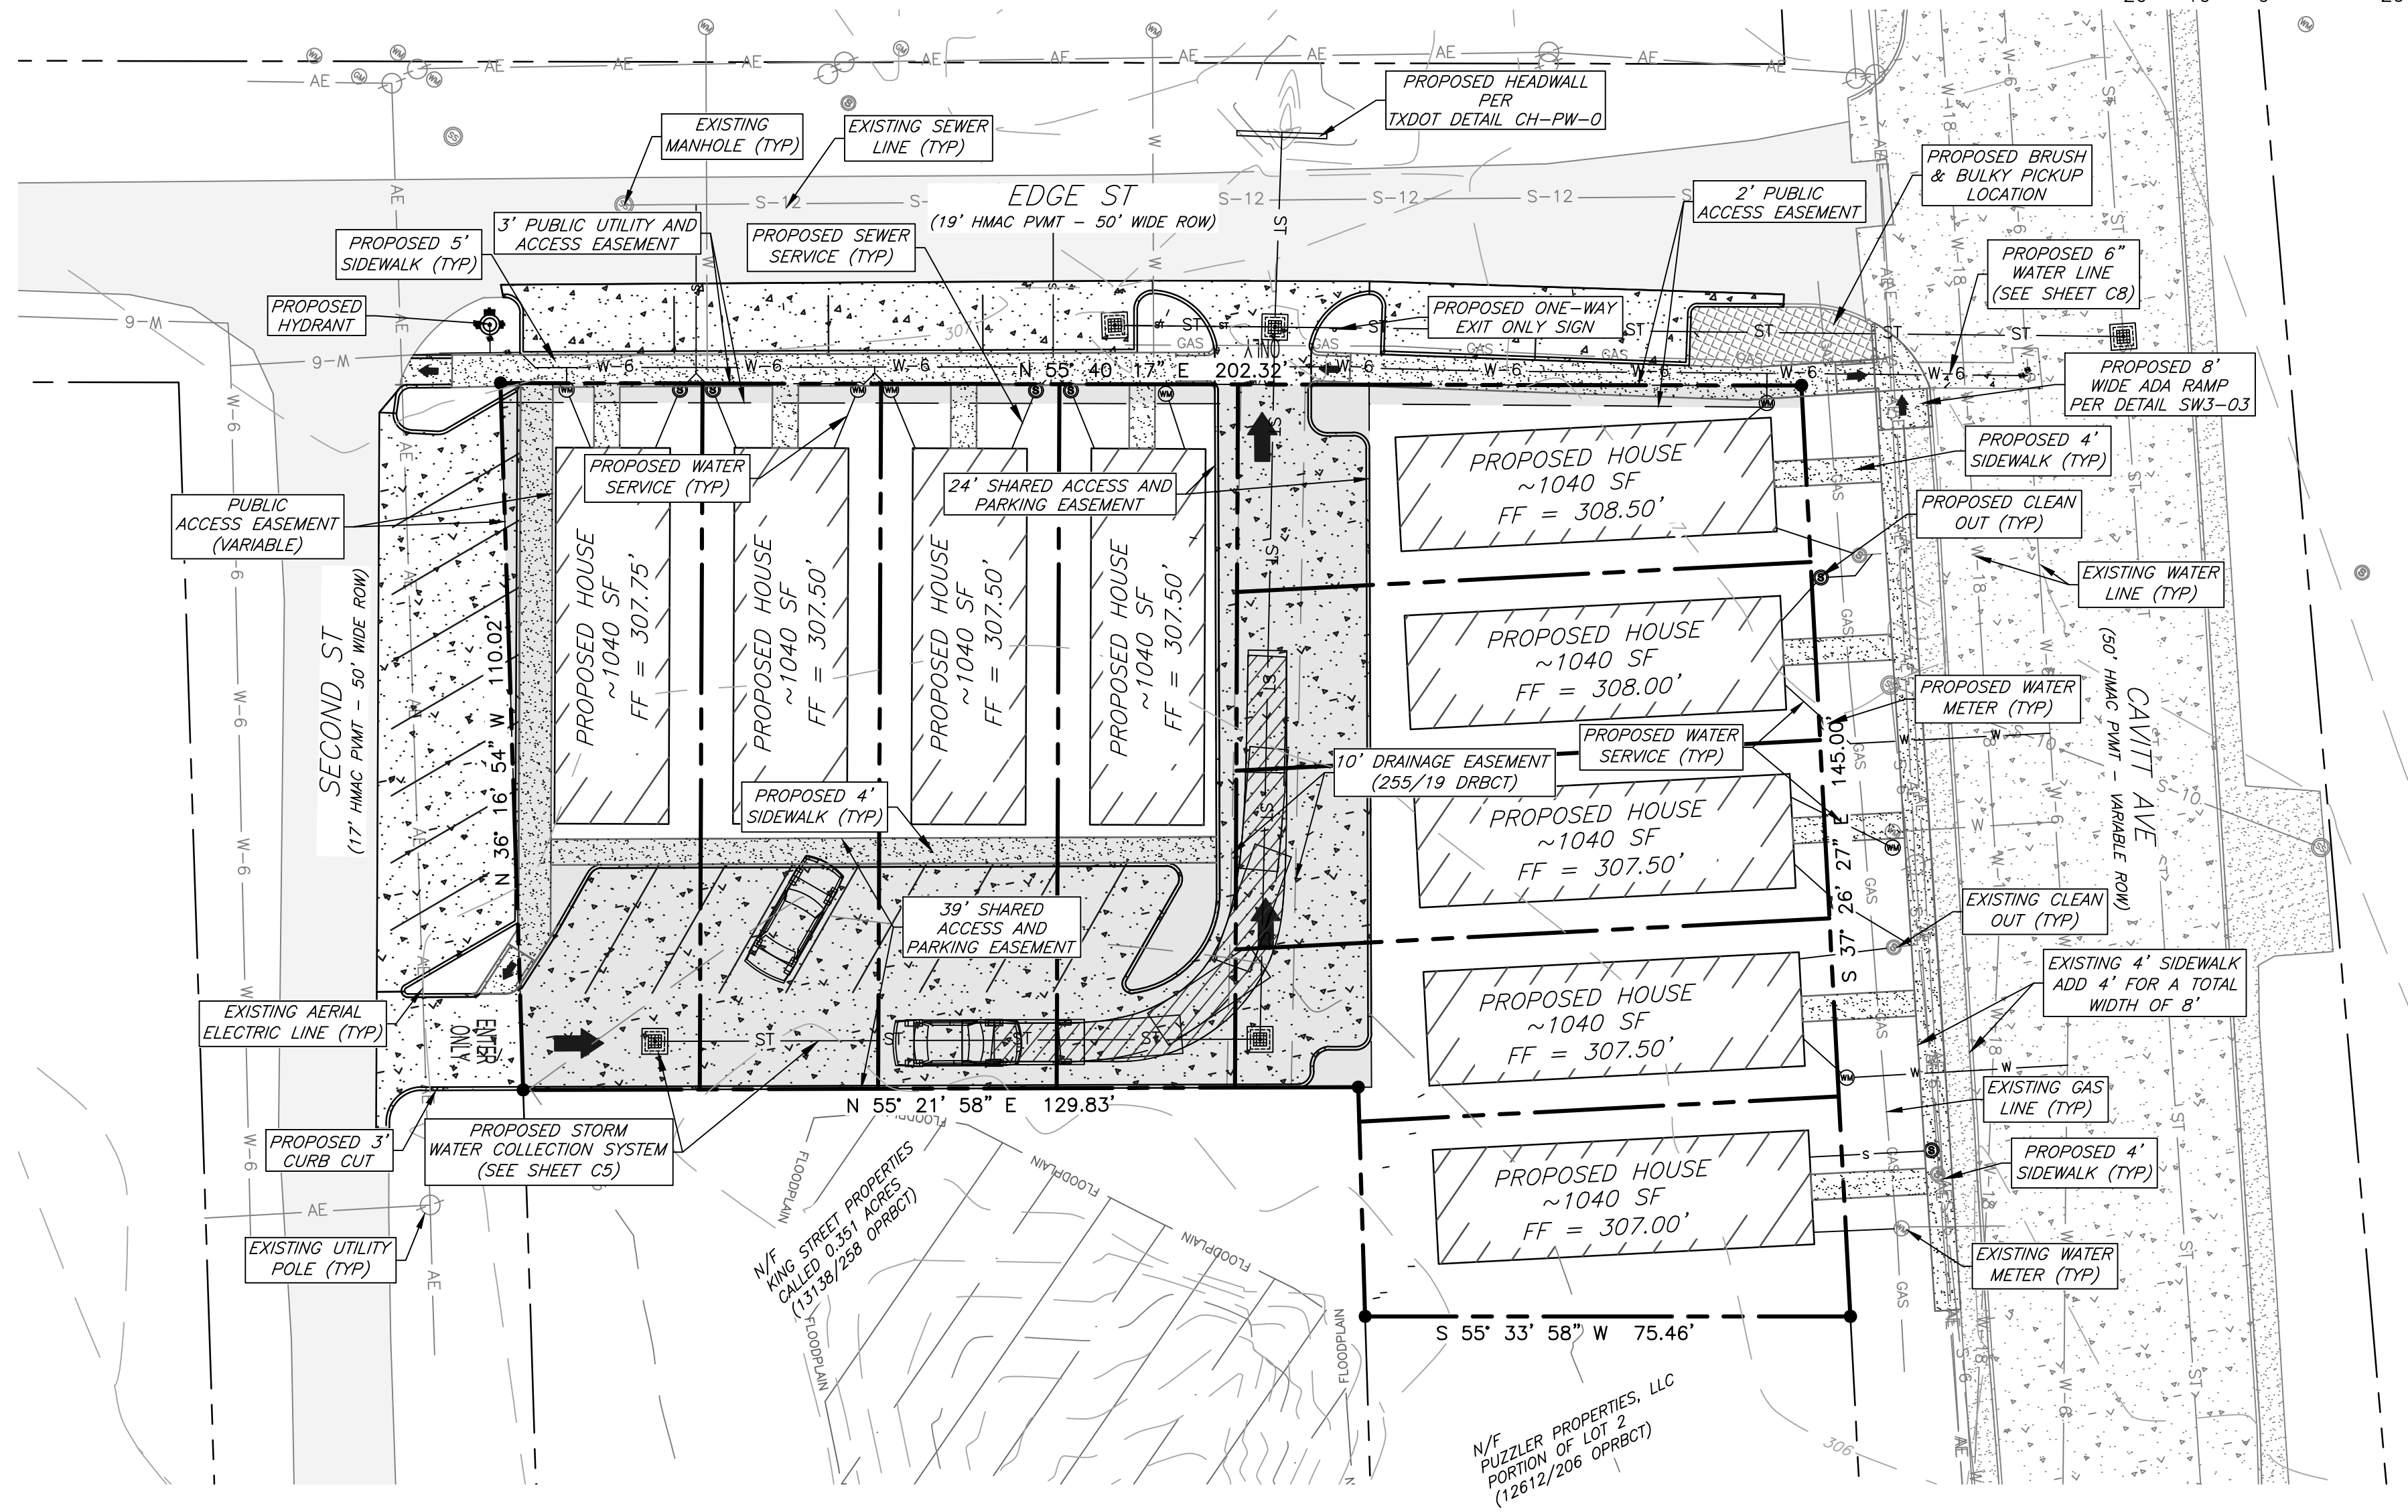 PROPOSED HEADWALL
PER
TXDOT DETAIL CH-PW-0
EXISTING
MANHOLE (TYP)
EXISTING SEWER
LINE (TYP)
PROPOSED BRUSH
& BULKY PICKUP
LOCATION
EDGE ST
(19' HMAC PVMT - 50' WIDE ROW)
2' PUBLIC
ACCESS EASEMENT
3' PUBLIC UTILITY AND
ACCESS EASEMENT
PROPOSED SEWER
SERVICE (TYP)
PROPOSED 5'
SIDEWALK (TYP)
PROPOSED 6"
WATER LINE
(SEE SHEET C8)
PROPOSED
HYDRANT
PROPOSED ONE-WAY
EXIT ONLY SIGN
N 55° 40' 17" E 202.32'
PROPOSED 8'
WIDE ADA RAMP
PER DETAIL SW3-03
PROPOSED 4'
SIDEWALK (TYP)
PROPOSED WATER
SERVICE (TYP)
24' SHARED ACCESS AND
PARKING EASEMENT
PUBLIC
ACCESS EASEMENT
(VARIABLE)
PROPOSED CLEAN
OUT (TYP)
EXISTING WATER
LINE (TYP)
SECOND ST
(17' HMAC PVMT - 50' WIDE ROW)
N 36° 16' 54" W 110.02'
PROPOSED HOUSE
~1040 SF
FF = 307.75'
PROPOSED HOUSE
~1040 SF
FF = 307.50'
PROPOSED HOUSE
~1040 SF
FF = 307.50'
PROPOSED HOUSE
~1040 SF
FF = 307.50'
PROPOSED HOUSE
~1040 SF
FF = 308.50'
PROPOSED HOUSE
~1040 SF
FF = 308.00'
PROPOSED HOUSE
~1040 SF
FF = 307.50'
PROPOSED HOUSE
~1040 SF
FF = 307.50'
PROPOSED HOUSE
~1040 SF
FF = 307.00'
PROPOSED WATER
METER (TYP)
PROPOSED WATER
SERVICE (TYP)
10' DRAINAGE EASEMENT
(255/19 DRBCT)
CAVITT AVE
(50' HMAC PVMT - VARIABLE ROW)
S 37° 26' 27" E 145.00'
PROPOSED 4'
SIDEWALK (TYP)
39' SHARED
ACCESS AND
PARKING EASEMENT
EXISTING CLEAN
OUT (TYP)
EXISTING 4' SIDEWALK
ADD 4' FOR A TOTAL
WIDTH OF 8'
EXISTING AERIAL
ELECTRIC LINE (TYP)
ENTER
ONLY
N 55° 21' 58" E 129.83'
EXISTING GAS
LINE (TYP)
PROPOSED 3'
CURB CUT
PROPOSED STORM
WATER COLLECTION SYSTEM
(SEE SHEET C5)
PROPOSED 4'
SIDEWALK (TYP)
N/F
KING STREET PROPERTIES
CALLED 0.351 ACRES
(13138/258 OPRBCT)
FLOODPLAIN
FLOODPLAIN
FLOODPLAIN
FLOODPLAIN
FLOODPLAIN
FLOODPLAIN
EXISTING UTILITY
POLE (TYP)
EXISTING WATER
METER (TYP)
S 55° 33' 58" W 75.46'
N/F
PUZZLER PROPERTIES, LLC
PORTION OF LOT 2
(12612/206 OPRBCT)
306